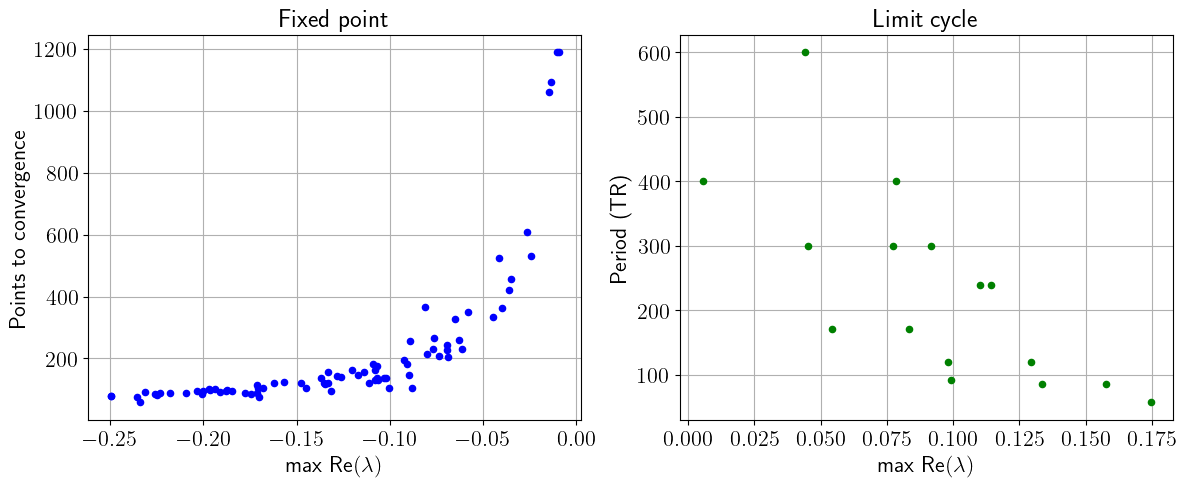 Fixed point
Limit cycle
Points to convergence
1200
1000
800
600
400
200
−0.25 −0.20 −0.15 −0.10 −0.05 0.00
max Re(λ)
Period (TR)
600
500
400
300
200
100
0.000 0.025 0.050 0.075 0.100 0.125 0.150 0.175
max Re(λ)